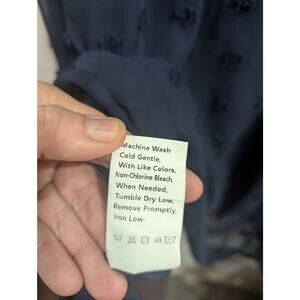 Machine Wash
Cold Gentle,
With Like Colors,
Non-Chlorine Bleach,
When Needed,
Tumble Dry Low,
Remove Promptly,
Iron Low.